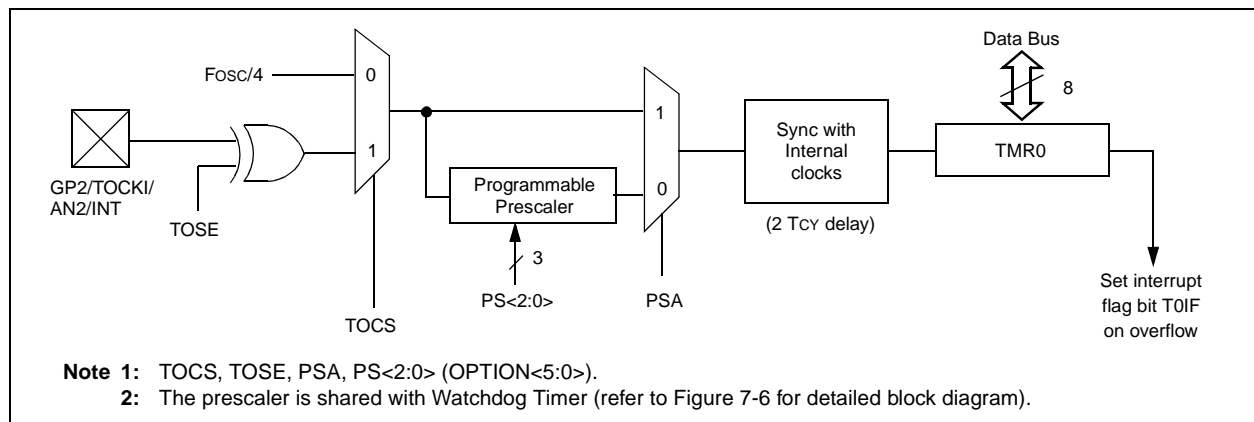 Data Bus
8
FOSC/4
0
1
GP2/TOCKI/
AN2/INT
TOSE
TOCS
Programmable
Prescaler
3
PS<2:0>
1
0
PSA
Sync with
Internal
clocks
(2 TCY delay)
TMR0
Set interrupt
flag bit T0IF
on overflow
Note 1: TOCS, TOSE, PSA, PS<2:0> (OPTION<5:0>).
2: The prescaler is shared with Watchdog Timer (refer to Figure 7-6 for detailed block diagram).